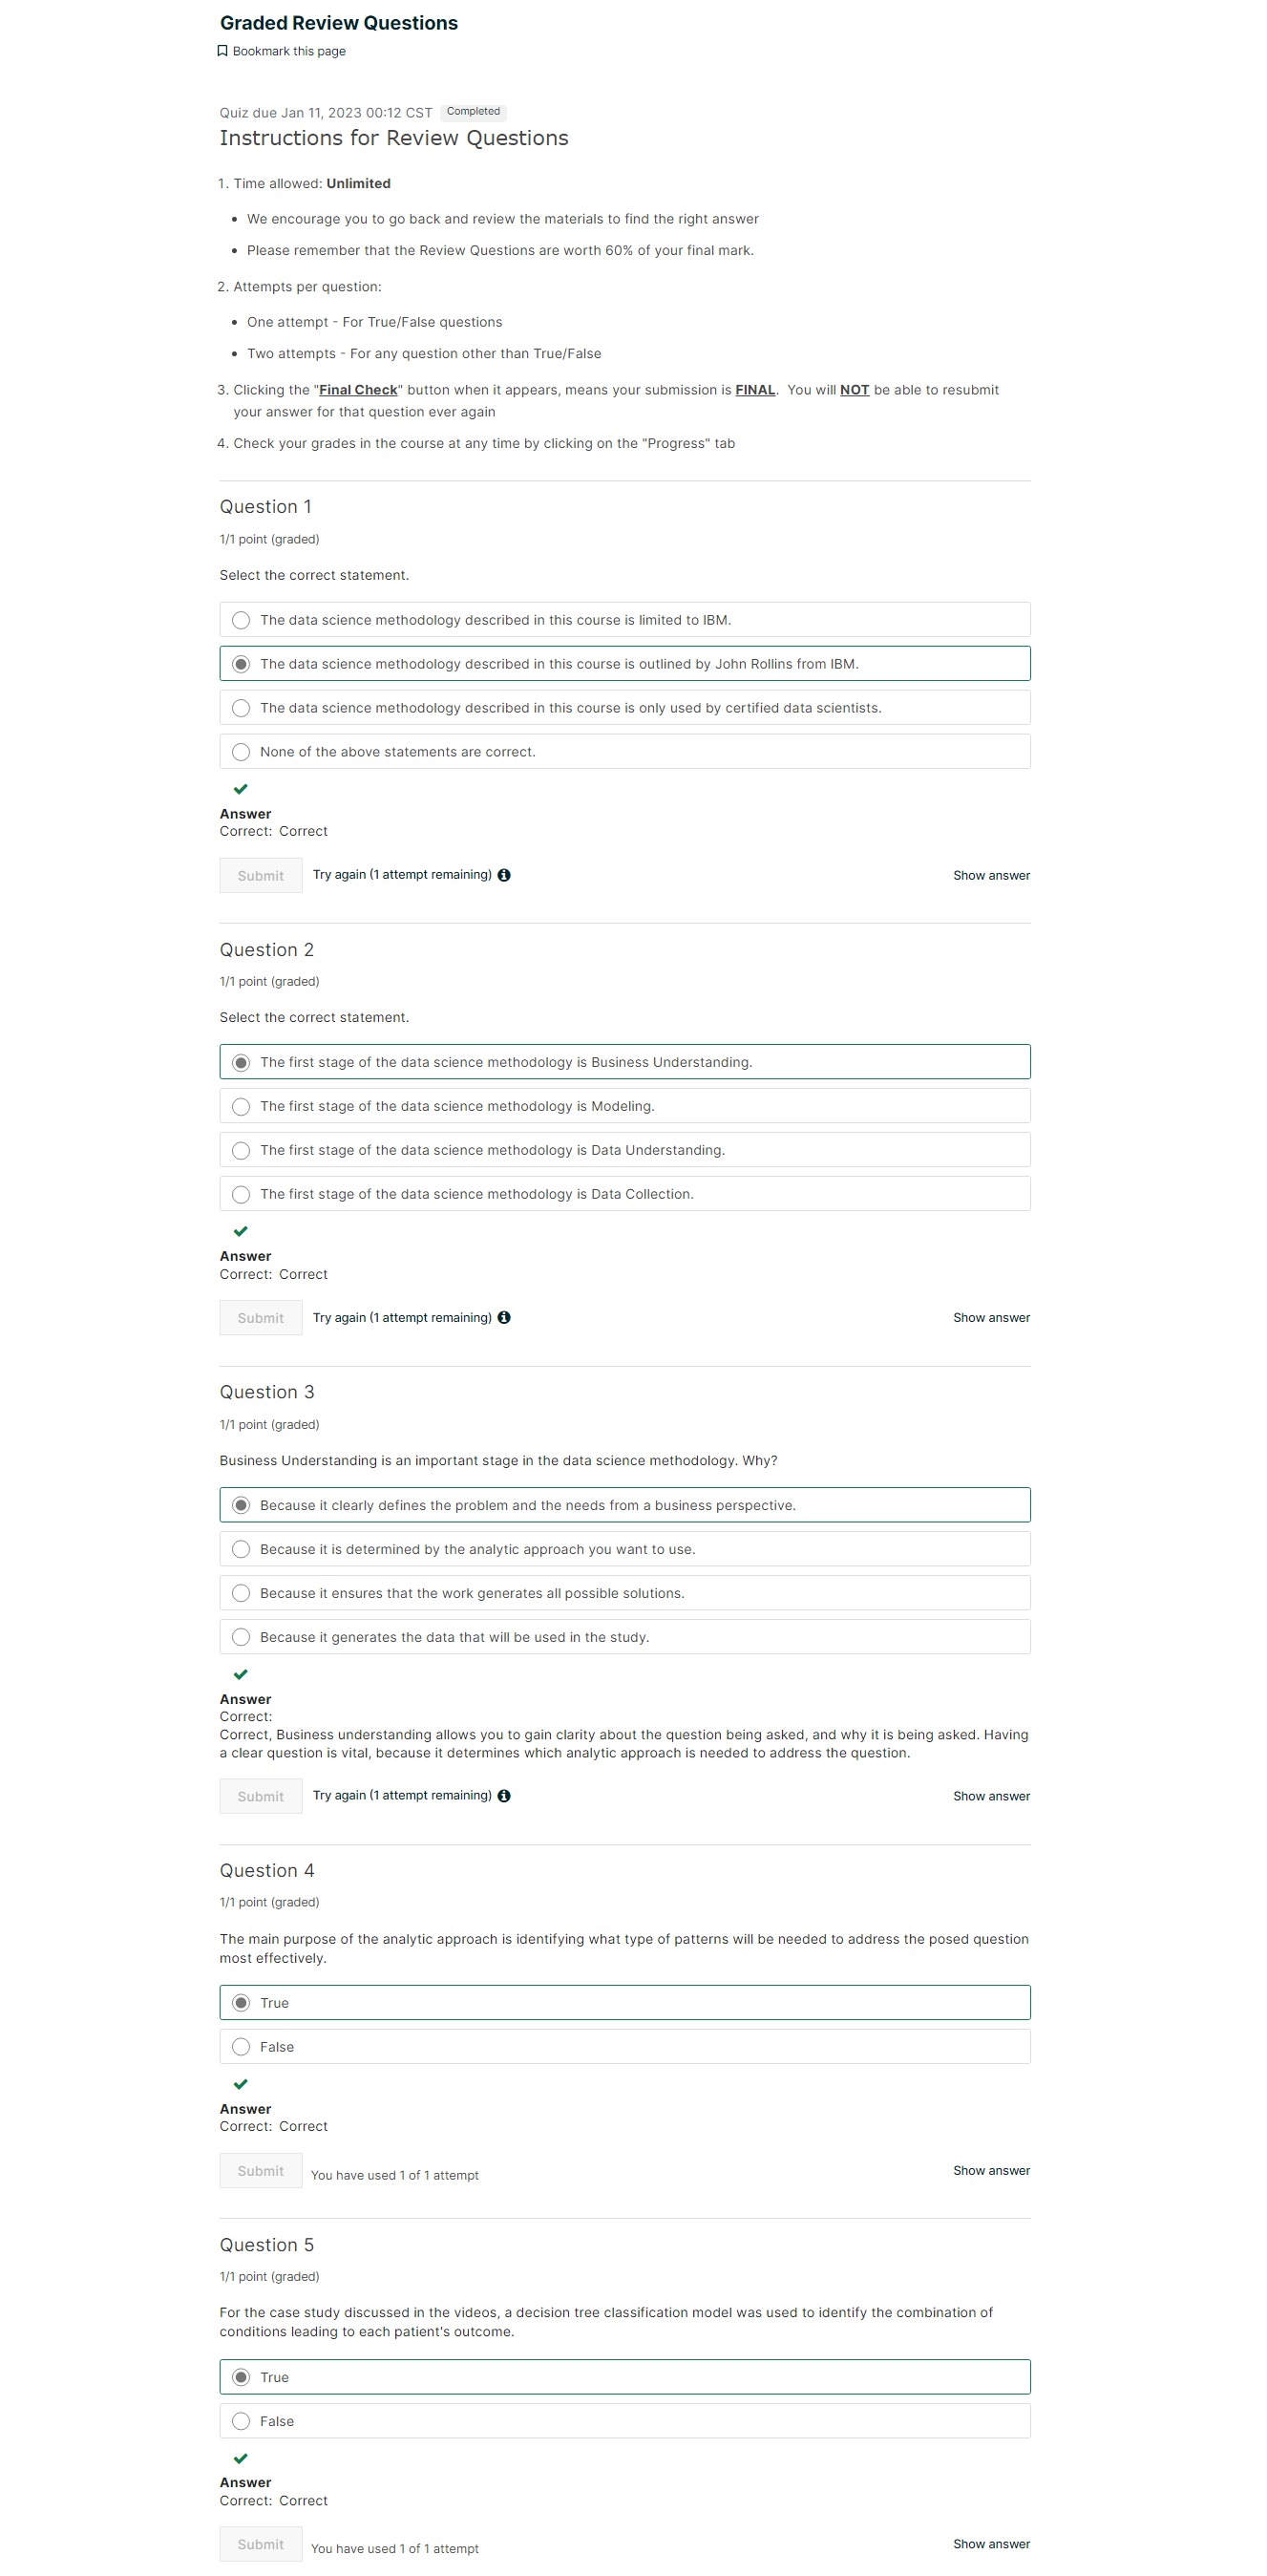 Graded Review Questions
Bookmark this page
Quiz due Jan 11, 2023 00:12 CST Completed
Instructions for Review Questions
1. Time allowed: Unlimited
• We encourage you to go back and review the materials to find the right answer
• Please remember that the Review Questions are worth 60% of your final mark.
2. Attempts per question:
• One attempt - For True/False questions
• Two attempts - For any question other than True/False
3. Clicking the "Final Check" button when it appears, means your submission is FINAL. You will NOT be able to resubmit
your answer for that question ever again
4. Check your grades in the course at any time by clicking on the "Progress" tab
Question 1
1/1 point (graded)
Select the correct statement.
The data science methodology described in this course is limited to IBM.
The data science methodology described in this course is outlined by John Rollins from IBM.
The data science methodology described in this course is only used by certified data scientists.
None of the above statements are correct.
Answer
Correct: Correct
Submit Try again (1 attempt remaining) Show answer
Question 2
1/1 point (graded)
Select the correct statement.
The first stage of the data science methodology is Business Understanding.
The first stage of the data science methodology is Modeling.
The first stage of the data science methodology is Data Understanding.
The first stage of the data science methodology is Data Collection.
Answer
Correct: Correct
Submit Try again (1 attempt remaining) Show answer
Question 3
1/1 point (graded)
Business Understanding is an important stage in the data science methodology. Why?
Because it clearly defines the problem and the needs from a business perspective.
Because it is determined by the analytic approach you want to use.
Because it ensures that the work generates all possible solutions.
Because it generates the data that will be used in the study.
Answer
Correct:
Correct, Business understanding allows you to gain clarity about the question being asked, and why it is being asked. Having
a clear question is vital, because it determines which analytic approach is needed to address the question.
Submit Try again (1 attempt remaining) Show answer
Question 4
1/1 point (graded)
The main purpose of the analytic approach is identifying what type of patterns will be needed to address the posed question
most effectively.
True
False
Answer
Correct: Correct
Submit You have used 1 of 1 attempt Show answer
Question 5
1/1 point (graded)
For the case study discussed in the videos, a decision tree classification model was used to identify the combination of
conditions leading to each patient's outcome.
True
False
Answer
Correct: Correct
Submit You have used 1 of 1 attempt Show answer